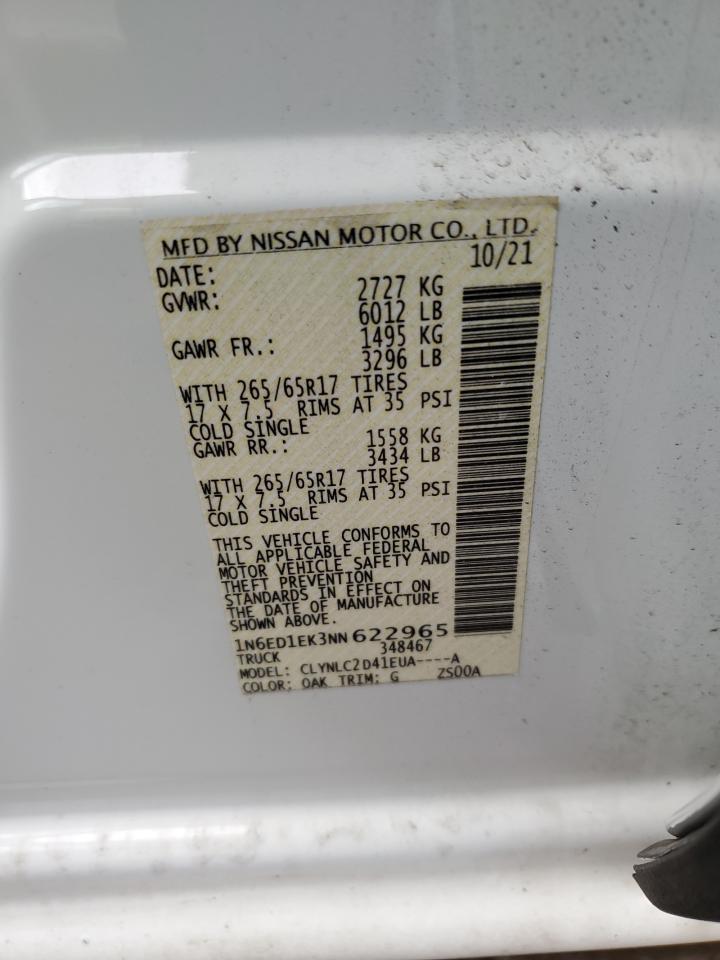 MFD BY NISSAN MOTOR CO., LTD.
DATE: 10/21
GVWR: 2727 KG
6012 LB
GAWR FR.: 1495 KG
3296 LB
WITH 265/65R17 TIRES
17 X 7.5 RIMS AT 35 PSI
COLD SINGLE
GAWR RR.: 1558 KG
3434 LB
WITH 265/65R17 TIRES
17 X 7.5 RIMS AT 35 PSI
COLD SINGLE
THIS VEHICLE CONFORMS TO
ALL APPLICABLE FEDERAL
MOTOR VEHICLE SAFETY AND
THEFT PREVENTION
STANDARDS IN EFFECT ON
THE DATE OF MANUFACTURE
SHOWN ABOVE.
1N6ED1EK3NN 622965
TRUCK 348467
MODEL: CLYNLC2D41EUA----A
COLOR: QAK TRIM: G ZS00A